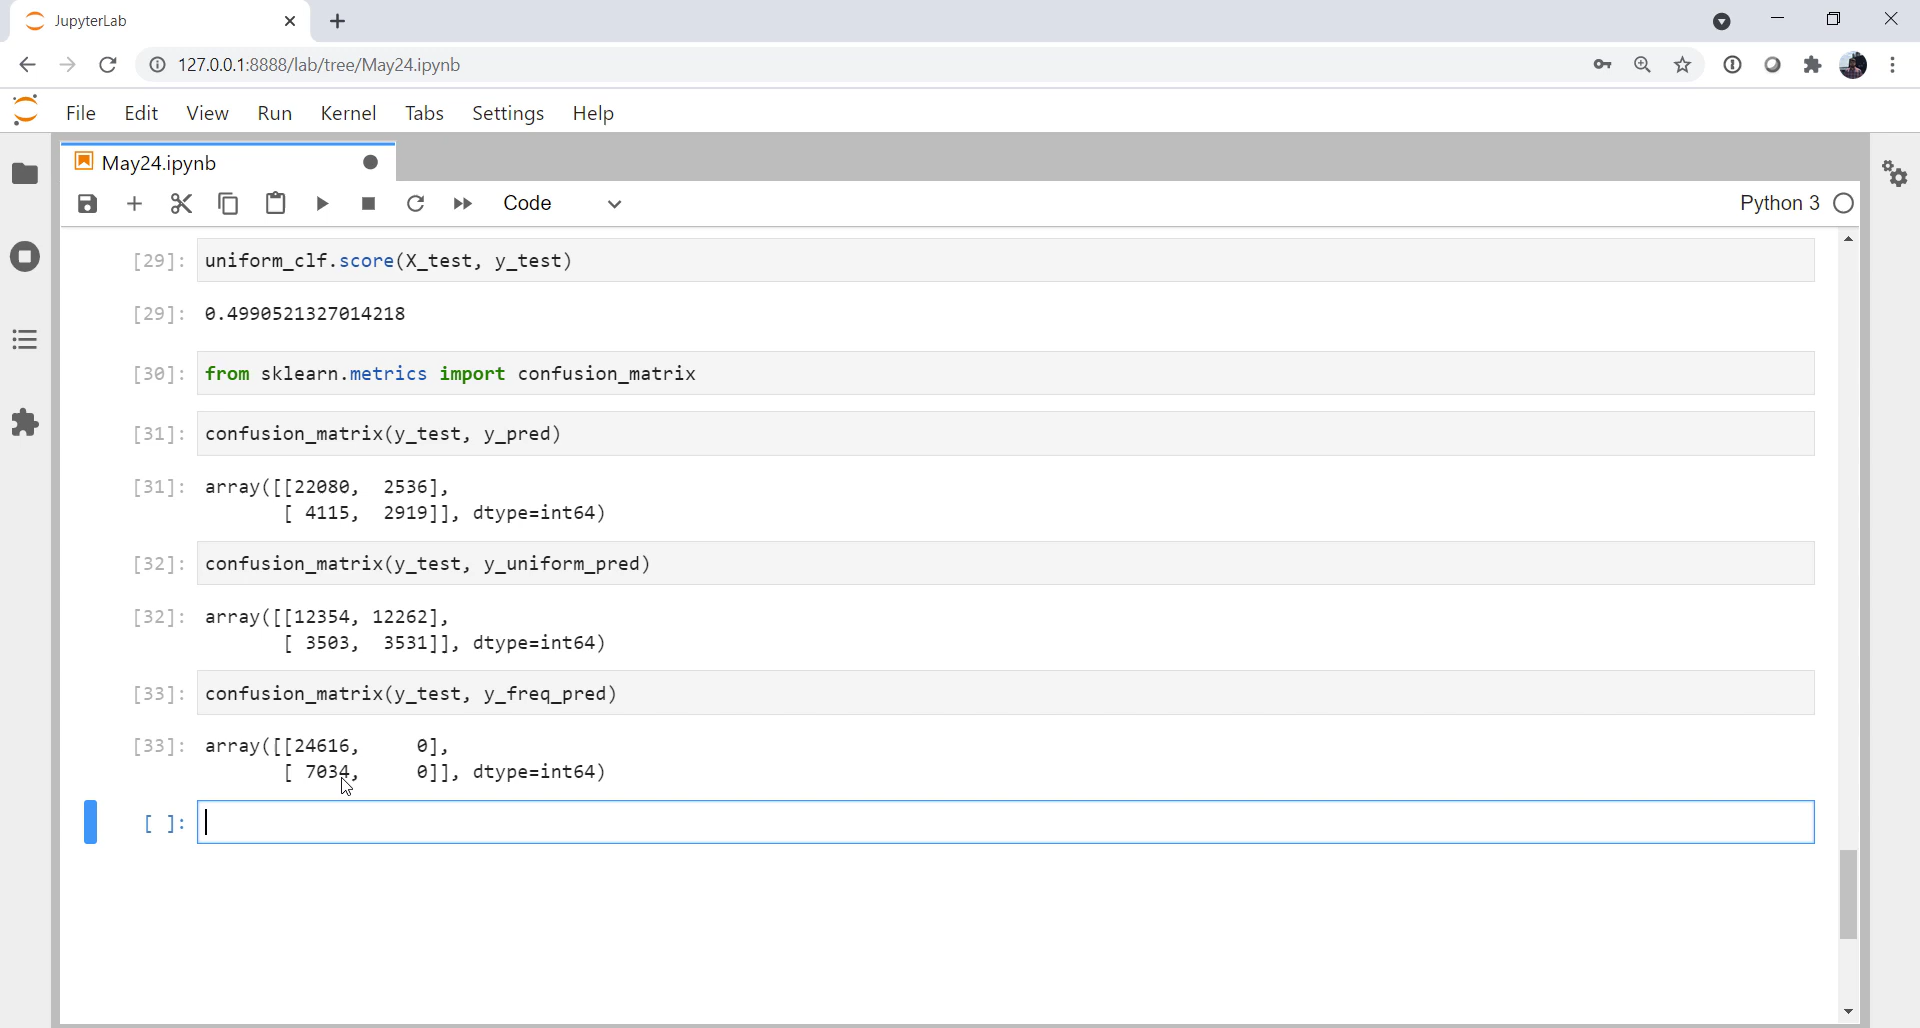 JupyterLab
127.0.0.1:8888/lab/tree/May24.ipynb
File Edit View Run Kernel Tabs Settings Help
May24.ipynb
Code Python 3
[29]: uniform_clf.score(X_test, y_test)
[29]: 0.4990521327014218
[30]: from sklearn.metrics import confusion_matrix
[31]: confusion_matrix(y_test, y_pred)
[31]: array([[22080, 2536],
[ 4115, 2919]], dtype=int64)
[32]: confusion_matrix(y_test, y_uniform_pred)
[32]: array([[12354, 12262],
[ 3503, 3531]], dtype=int64)
[33]: confusion_matrix(y_test, y_freq_pred)
[33]: array([[24616, 0],
[ 7034, 0]], dtype=int64)
[ ]: